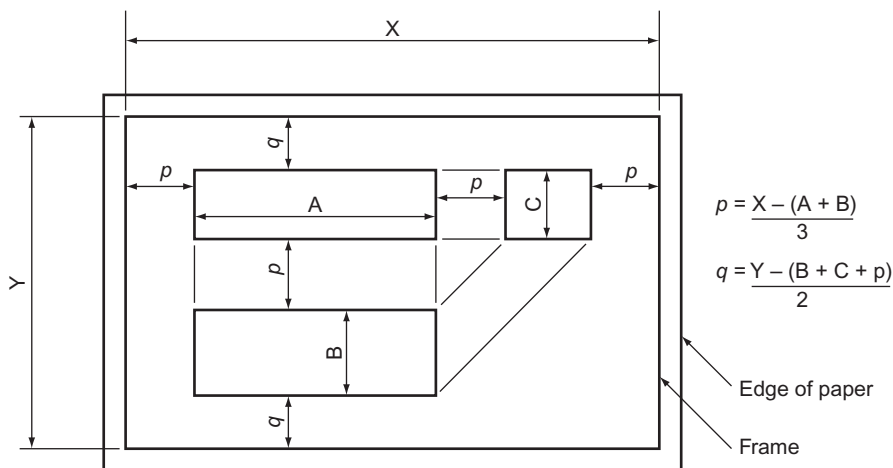 X
q
p
A
p
C
p
p = X – (A + B)
3
Y
p
q = Y – (B + C + p)
2
B
q
Edge of paper
Frame